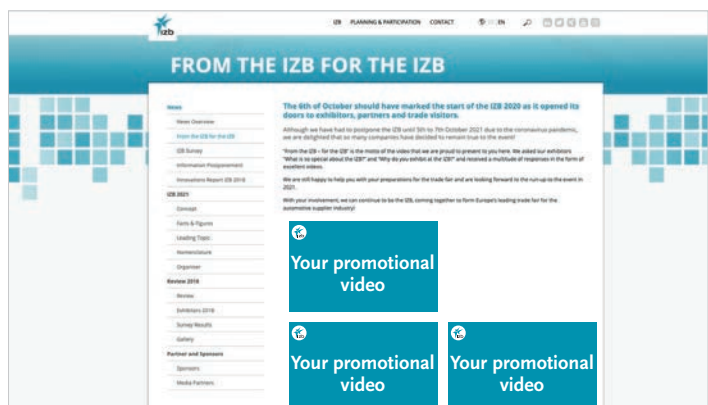 izb
IZB PLANNING & PARTICIPATION CONTACT EN
FROM THE IZB FOR THE IZB
News
News Overview
From the IZB for the IZB
IZB Survey
Information Postponement
Innovations Report IZB 2018
IZB 2021
Concept
Facts & Figures
Leading Topic
Nomenclature
Organiser
Review 2018
Review
Exhibitors 2018
Survey Results
Gallery
Partner and Sponsors
Sponsors
Media Partners
The 6th of October should have marked the start of the IZB 2020 as it opened its
doors to exhibitors, partners and trade visitors.
Although we have had to postpone the IZB until 5th to 7th October 2021 due to the coronavirus pandemic,
we are delighted that so many companies have decided to remain true to the event!
"From the IZB – for the IZB" is the motto of the video that we are proud to present to you here. We asked our exhibitors
"What is so special about the IZB?" and "Why do you exhibit at the IZB?" and received a multitude of responses in the form of
excellent videos.
We are still happy to help you with your preparations for the trade fair and are looking forward to the run-up to the event in
2021.
With your involvement, we can continue to be the IZB, coming together to form Europe's leading trade fair for the
automotive supplier industry!
izb
Your promotional
video
izb
Your promotional
video
izb
Your promotional
video